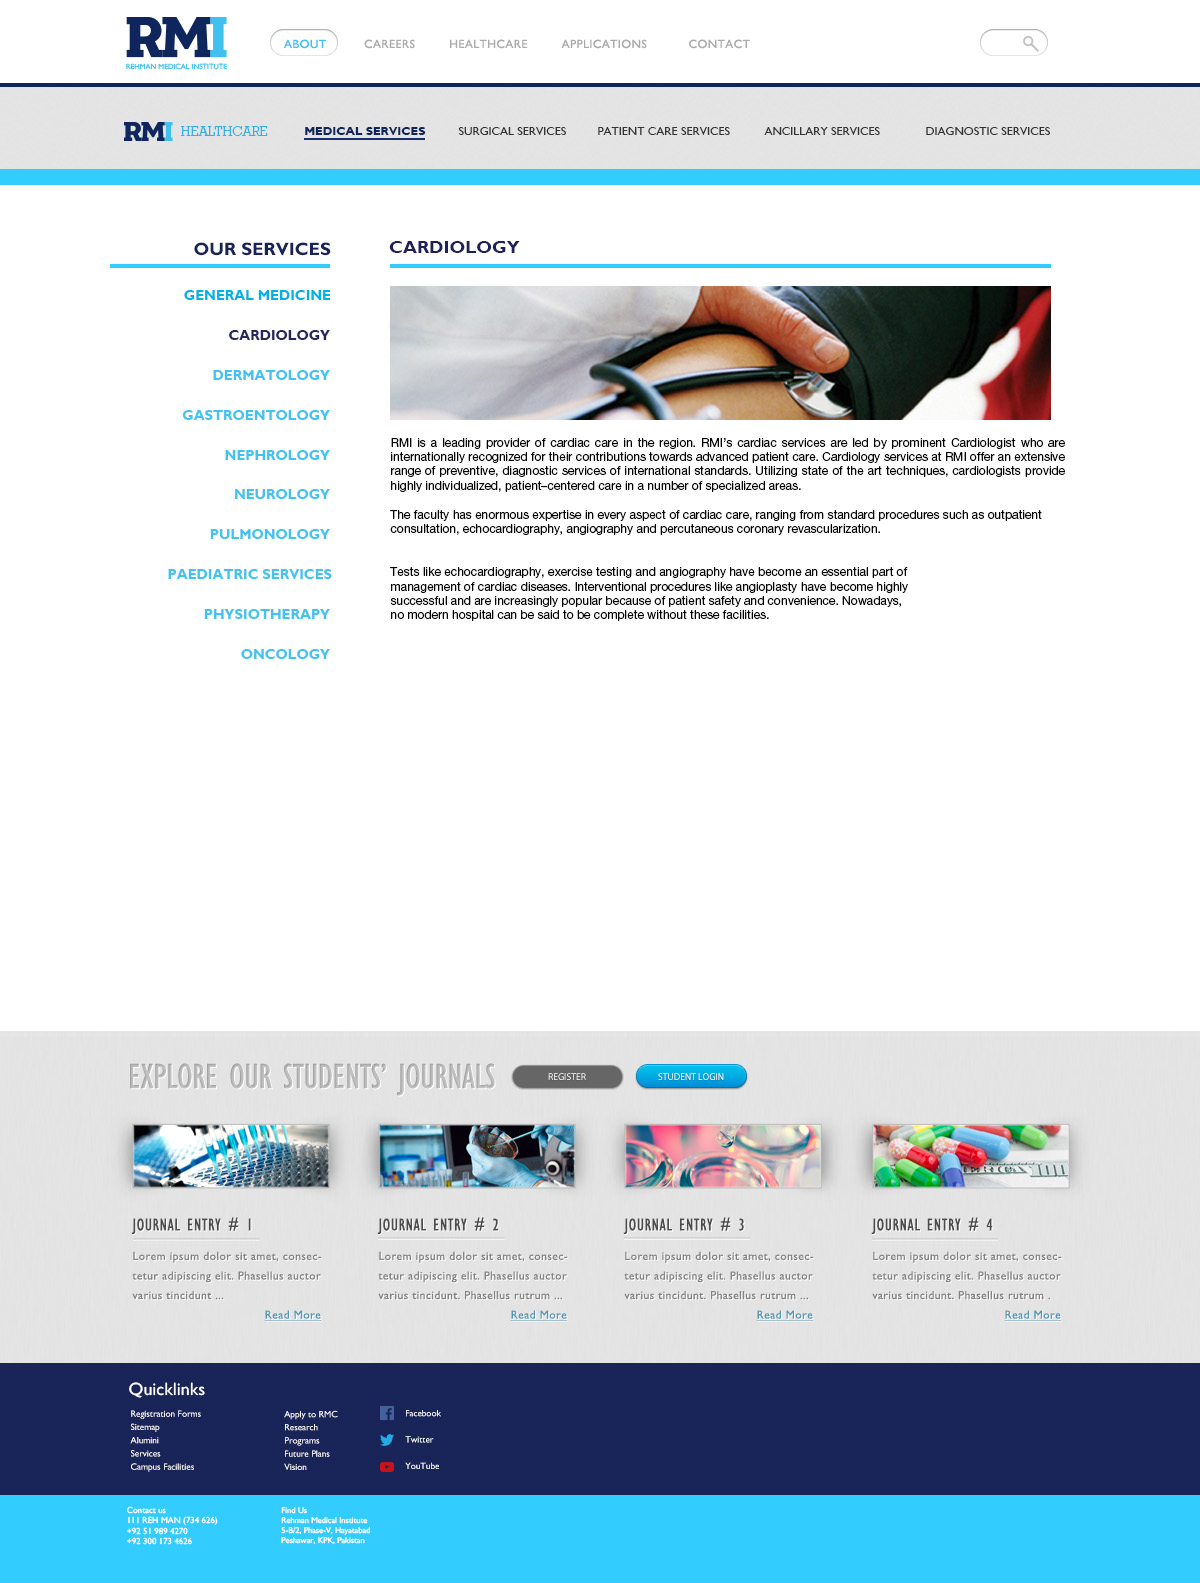 RMI
REHMAN MEDICAL INSTITUTE
ABOUT CAREERS HEALTHCARE APPLICATIONS CONTACT
RMI HEALTHCARE MEDICAL SERVICES SURGICAL SERVICES PATIENT CARE SERVICES ANCILLARY SERVICES DIAGNOSTIC SERVICES
OUR SERVICES
GENERAL MEDICINE
CARDIOLOGY
DERMATOLOGY
GASTROENTOLOGY
NEPHROLOGY
NEUROLOGY
PULMONOLOGY
PAEDIATRIC SERVICES
PHYSIOTHERAPY
ONCOLOGY
CARDIOLOGY
RMI is a leading provider of cardiac care in the region. RMI's cardiac services are led by prominent Cardiologist who are
internationally recognized for their contributions towards advanced patient care. Cardiology services at RMI offer an extensive
range of preventive, diagnostic services of international standards. Utilizing state of the art techniques, cardiologists provide
highly individualized, patient–centered care in a number of specialized areas.
The faculty has enormous expertise in every aspect of cardiac care, ranging from standard procedures such as outpatient
consultation, echocardiography, angiography and percutaneous coronary revascularization.
Tests like echocardiography, exercise testing and angiography have become an essential part of
management of cardiac diseases. Interventional procedures like angioplasty have become highly
successful and are increasingly popular because of patient safety and convenience. Nowadays,
no modern hospital can be said to be complete without these facilities.
EXPLORE OUR STUDENTS' JOURNALS REGISTER STUDENT LOGIN
JOURNAL ENTRY # 1
Lorem ipsum dolor sit amet, consec-
tetur adipiscing elit. Phasellus auctor
varius tincidunt ...
Read More
JOURNAL ENTRY # 2
Lorem ipsum dolor sit amet, consec-
tetur adipiscing elit. Phasellus auctor
varius tincidunt. Phasellus rutrum ...
Read More
JOURNAL ENTRY # 3
Lorem ipsum dolor sit amet, consec-
tetur adipiscing elit. Phasellus auctor
varius tincidunt. Phasellus rutrum ...
Read More
JOURNAL ENTRY # 4
Lorem ipsum dolor sit amet, consec-
tetur adipiscing elit. Phasellus auctor
varius tincidunt. Phasellus rutrum .
Read More
Quicklinks
Registration Forms
Sitemap
Alumini
Services
Campus Facilities
Apply to RMC
Research
Programs
Future Plans
Vision
Facebook
Twitter
YouTube
Contact us
111 REH MAN (734 626)
+92 51 989 4270
+92 300 173 4626
Find Us
Rehman Medical Institute
5-B/2, Phase-V, Hayatabad
Peshawar, KPK, Pakistan